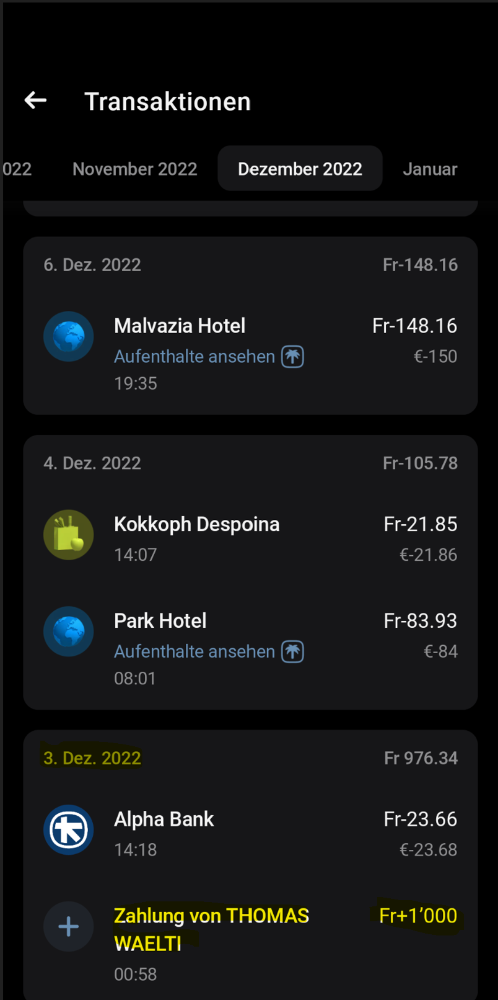 Transaktionen
022 November 2022 Dezember 2022 Januar
6. Dez. 2022 Fr-148.16
Malvazia Hotel Fr-148.16
Aufenthalte ansehen €-150
19:35
4. Dez. 2022 Fr-105.78
Kokkoph Despoina Fr-21.85
14:07 €-21.86
Park Hotel Fr-83.93
Aufenthalte ansehen €-84
08:01
3. Dez. 2022 Fr 976.34
Alpha Bank Fr-23.66
14:18 €-23.68
Zahlung von THOMAS Fr+1’000
WAELTI
00:58